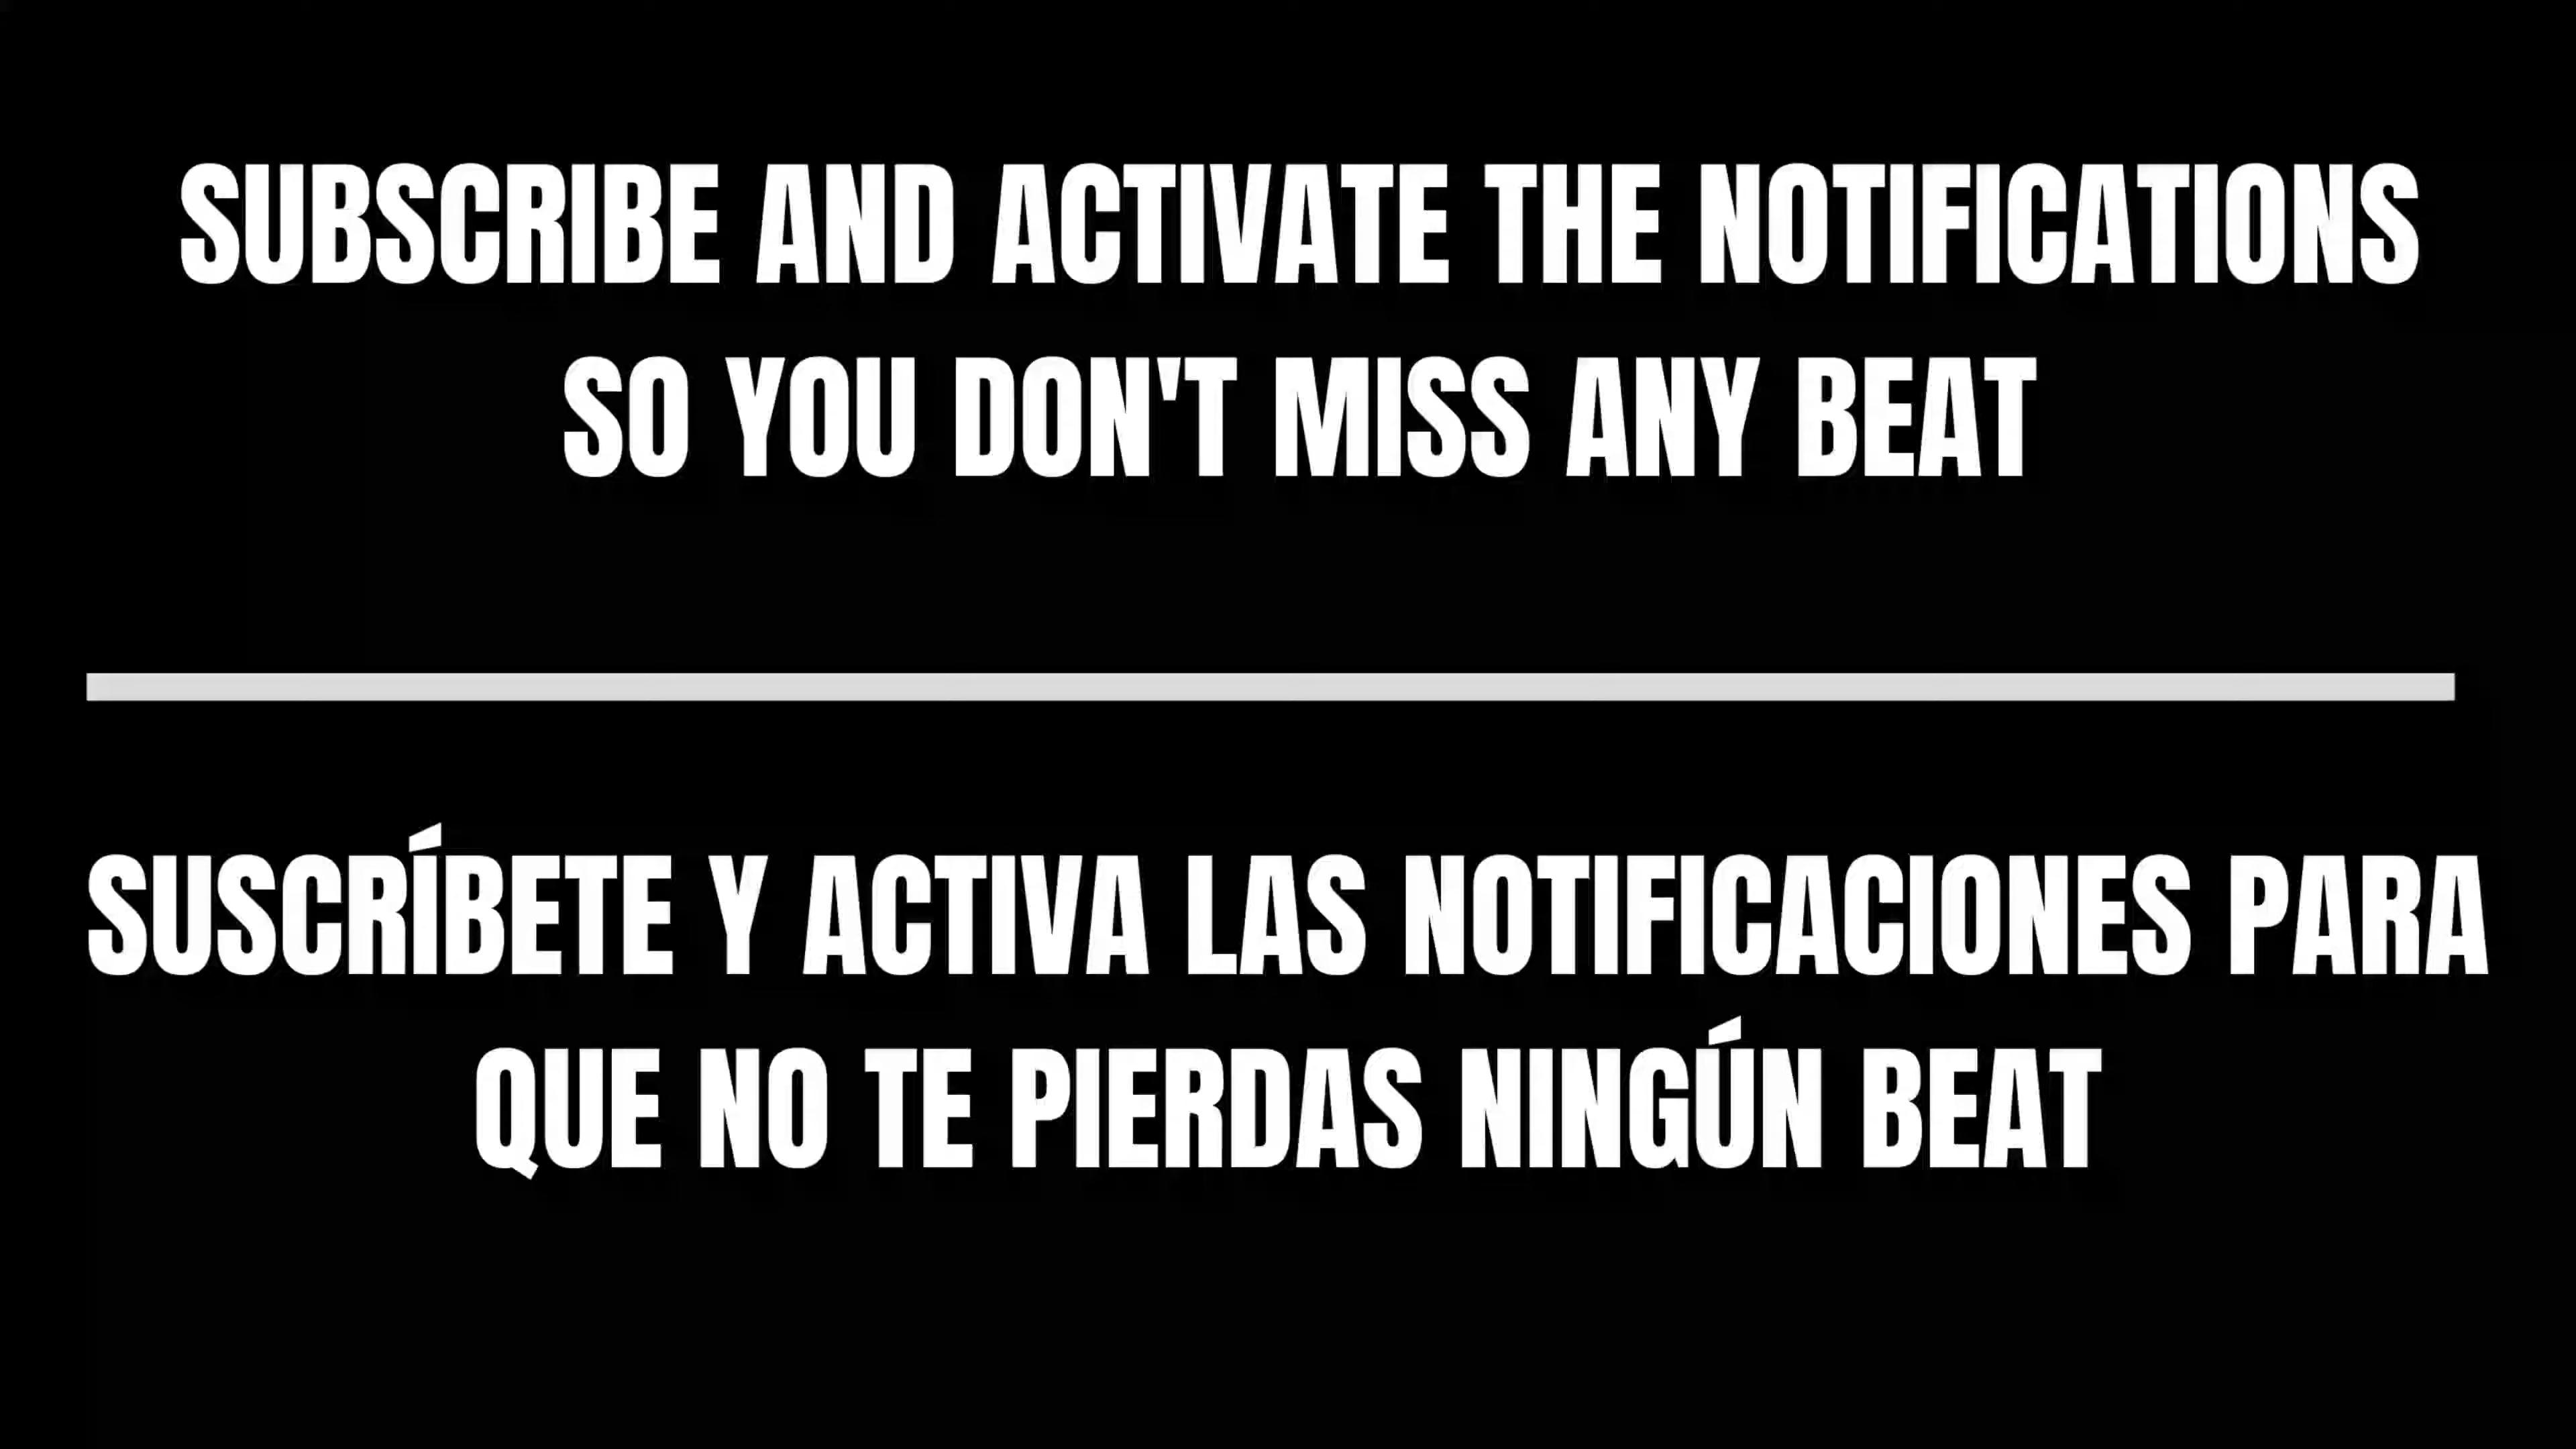 SUBSCRIBE AND ACTIVATE THE NOTIFICATIONS
SO YOU DON'T MISS ANY BEAT
SUSCRÍBETE Y ACTIVA LAS NOTIFICACIONES PARA
QUE NO TE PIERDAS NINGÚN BEAT